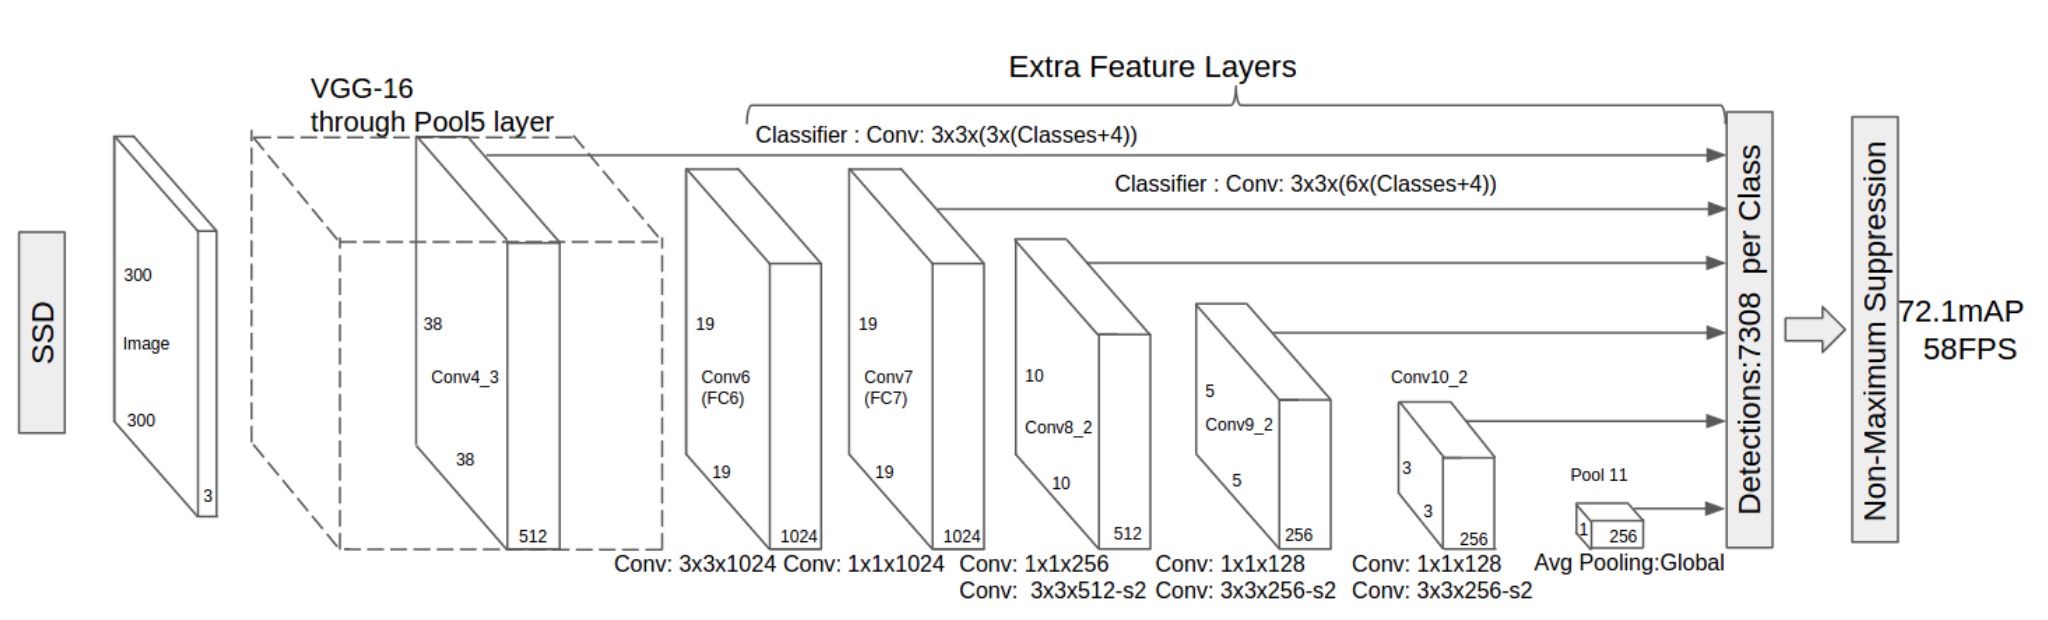 Extra Feature Layers
VGG-16
through Pool5 layer
Classifier : Conv: 3x3x(3x(Classes+4))
Classifier : Conv: 3x3x(6x(Classes+4))
SSD
300
Image
300
3
38
Conv4_3
38
512
19
Conv6
(FC6)
19
1024
19
Conv7
(FC7)
19
1024
10
Conv8_2
10
512
5
Conv9_2
5
256
Conv10_2
3
3
256
Pool 11
1
256
Conv: 3x3x1024
Conv: 1x1x1024
Conv: 1x1x256
Conv: 3x3x512-s2
Conv: 1x1x128
Conv: 3x3x256-s2
Conv: 1x1x128
Conv: 3x3x256-s2
Avg Pooling:Global
Detections:7308 per Class
Non-Maximum Suppression
72.1mAP
58FPS